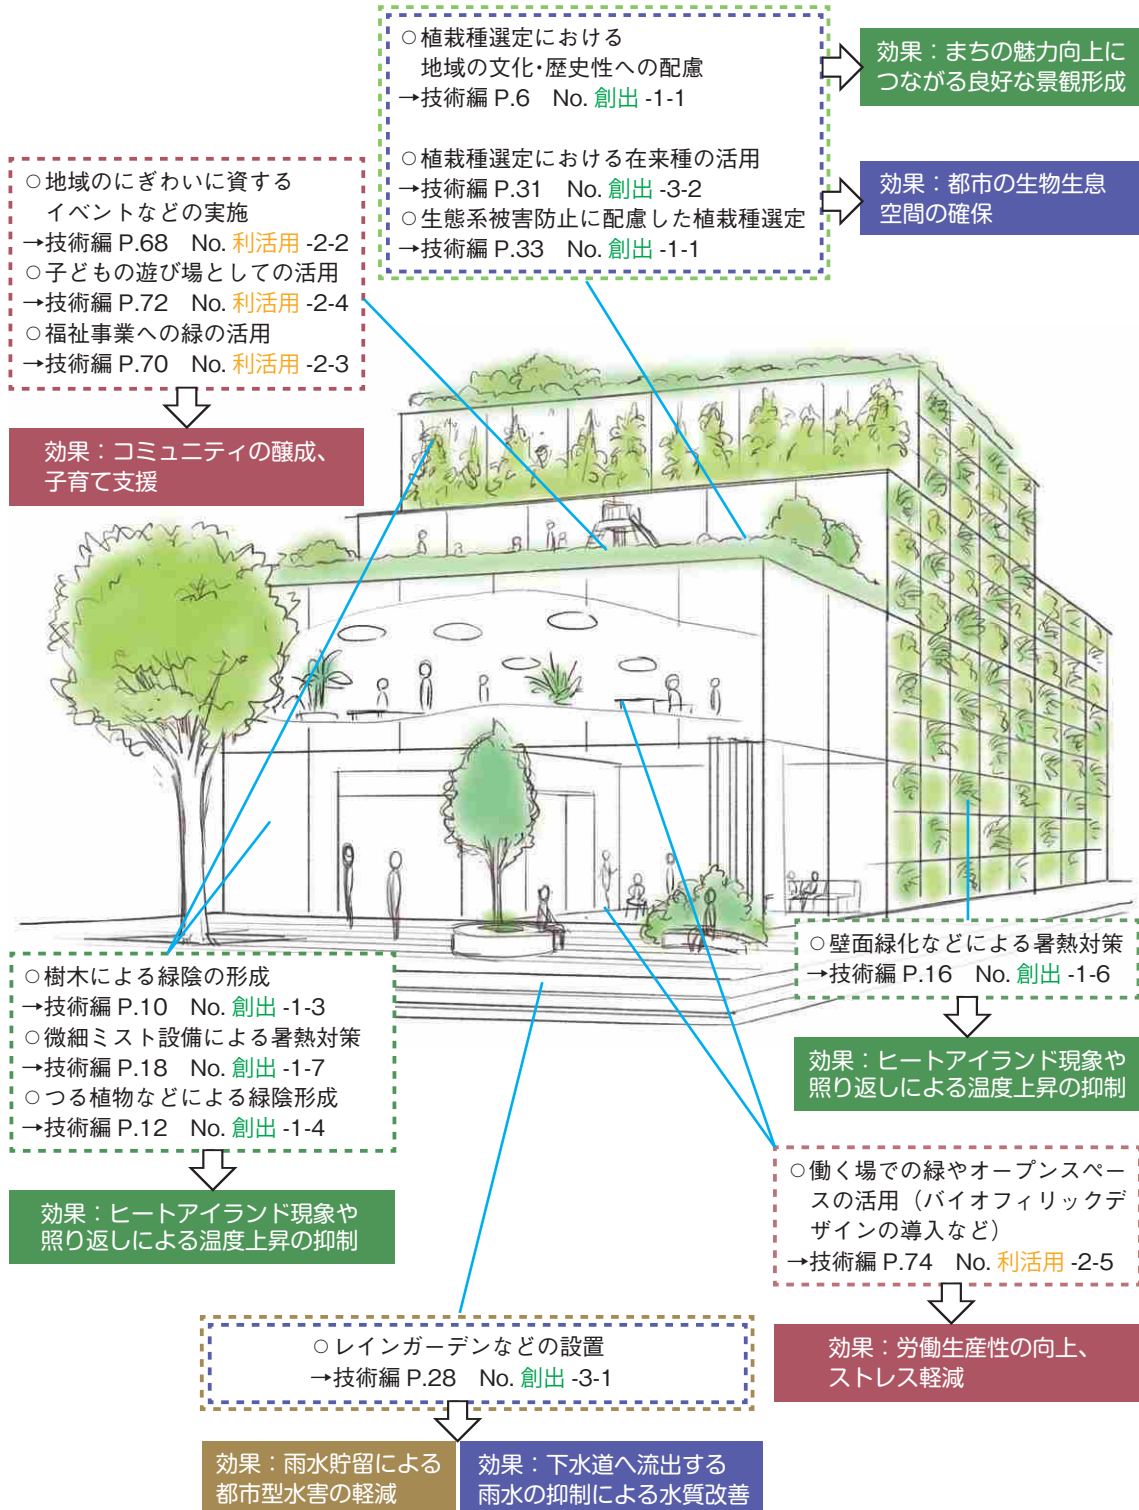 ○植栽種選定における
地域の文化・歴史性への配慮
→技術編 P.6　No. 創出 -1-1
○植栽種選定における在来種の活用
→技術編 P.31　No. 創出 -3-2
○生態系被害防止に配慮した植栽種選定
→技術編 P.33　No. 創出 -1-1
効果：まちの魅力向上に
つながる良好な景観形成
効果：都市の生物生息
空間の確保
○地域のにぎわいに資する
イベントなどの実施
→技術編 P.68　No. 利活用 -2-2
○子どもの遊び場としての活用
→技術編 P.72　No. 利活用 -2-4
○福祉事業への緑の活用
→技術編 P.70　No. 利活用 -2-3
効果：コミュニティの醸成、
子育て支援
○樹木による緑陰の形成
→技術編 P.10　No. 創出 -1-3
○微細ミスト設備による暑熱対策
→技術編 P.18　No. 創出 -1-7
○つる植物などによる緑陰形成
→技術編 P.12　No. 創出 -1-4
効果：ヒートアイランド現象や
照り返しによる温度上昇の抑制
○壁面緑化などによる暑熱対策
→技術編 P.16　No. 創出 -1-6
効果：ヒートアイランド現象や
照り返しによる温度上昇の抑制
○働く場での緑やオープンスペー
スの活用（バイオフィリックデ
ザインの導入など）
→技術編 P.74　No. 利活用 -2-5
効果：労働生産性の向上、
ストレス軽減
○レインガーデンなどの設置
→技術編 P.28　No. 創出 -3-1
効果：雨水貯留による
都市型水害の軽減
効果：下水道へ流出する
雨水の抑制による水質改善